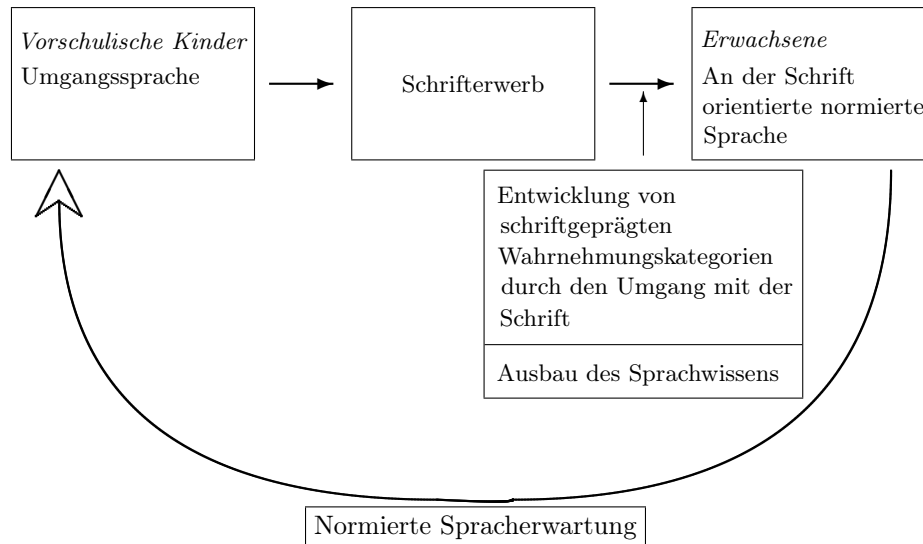 Vorschulische Kinder
Umgangssprache
Schrifterwerb
Erwachsene
An der Schrift
orientierte normierte
Sprache
Entwicklung von
schriftgeprägten
Wahrnehmungskategorien
durch den Umgang mit der
Schrift
Ausbau des Sprachwissens
Normierte Spracherwartung